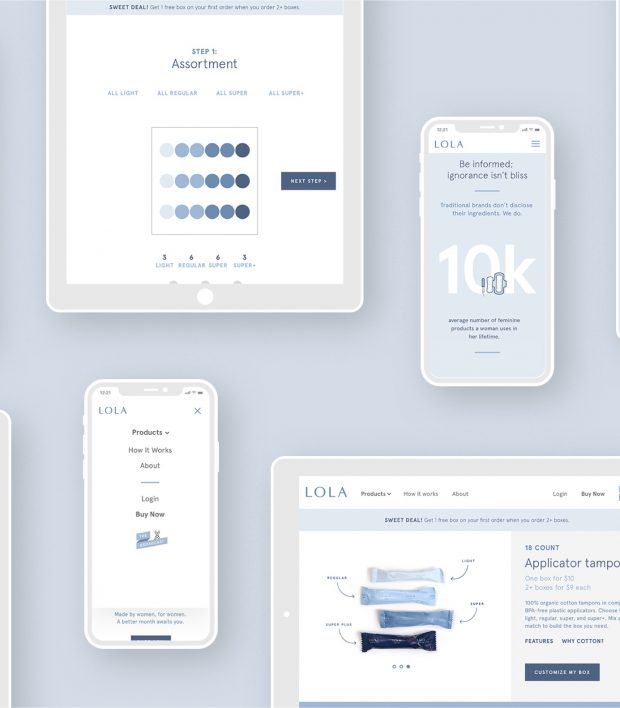 SWEET DEAL! Get 1 free box on your first order when you order 2+ boxes.
STEP 1:
Assortment
ALL LIGHT ALL REGULAR ALL SUPER ALL SUPER+
NEXT STEP >
3 6 6 3
LIGHT REGULAR SUPER SUPER+
12:21
LOLA
Be informed;
ignorance isn't bliss
Traditional brands don't disclose
their ingredients. We do.
10k
average number of feminine
products a woman uses in
her lifetime.
12:21
LOLA
Products
How It Works
About
Login
Buy Now
THE
Made by women, for women.
A better month awaits you.
LOLA Products How it works About Login Buy Now
SWEET DEAL! Get 1 free box on your first order when you order 2+ boxes.
LIGHT
REGULAR
SUPER
SUPER PLUS
18 COUNT
Applicator tampo
One box for $10
2+ boxes for $9 each
100% organic cotton tampons in comp
BPA-free plastic applicators. Choose
light, regular, super, and super+. Mix a
match to build the box you need.
FEATURES WHY COTTON?
CUSTOMIZE MY BOX